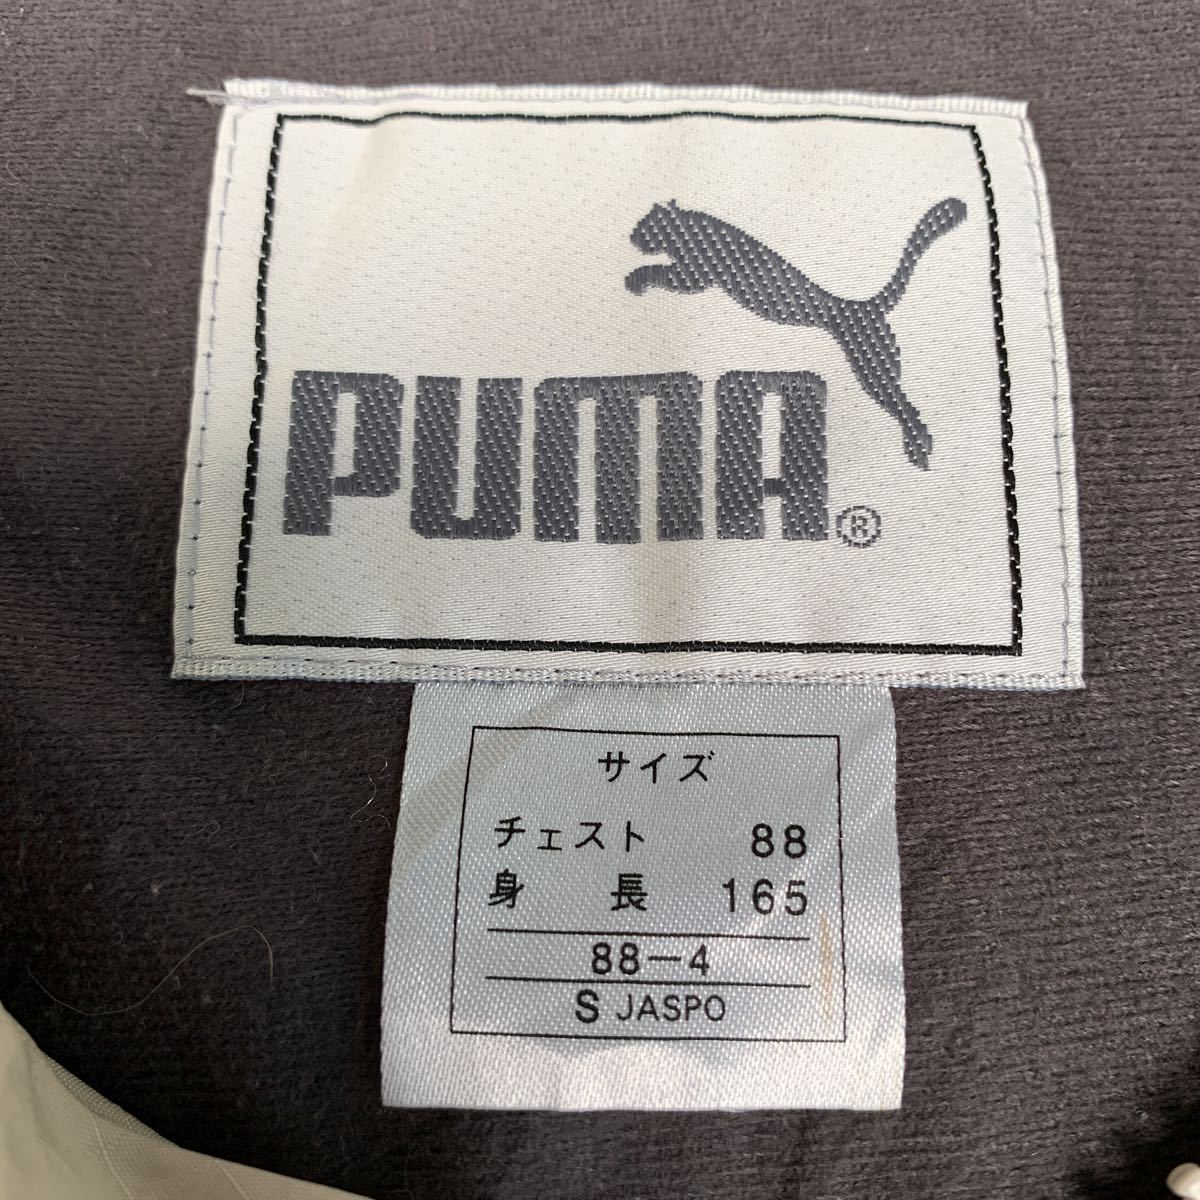 PUMA®
サイズ
チェスト 88
身長 165
88-4
S JASPO